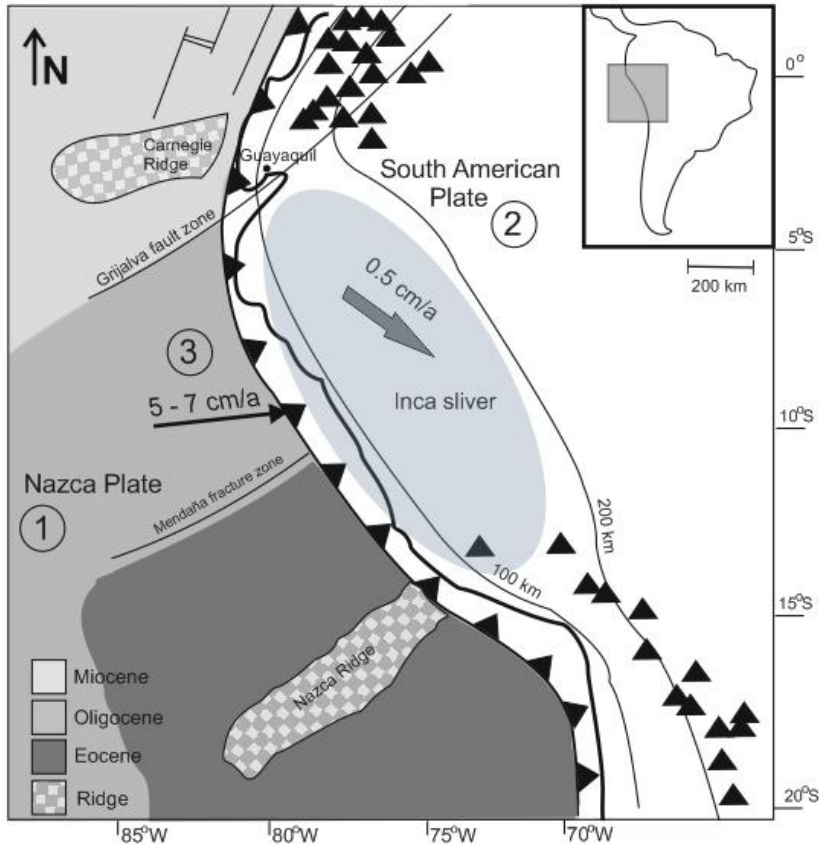 N
Carnegie
Ridge
Guayaquil
South American
Plate
2
0°
5°S
200 km
Grijalva fault zone
0.5 cm/a
3
5 - 7 cm/a
Inca sliver
10°S
Nazca Plate
1
Mendaña fracture zone
200 km
100 km
15°S
Nazca Ridge
Miocene
Oligocene
Eocene
Ridge
20°S
85°W
80°W
75°W
70°W